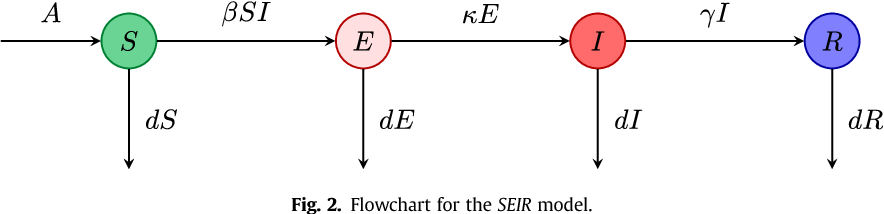 A βSI κE γI
S E I R
dS dE dI dR
Fig. 2. Flowchart for the SEIR model.